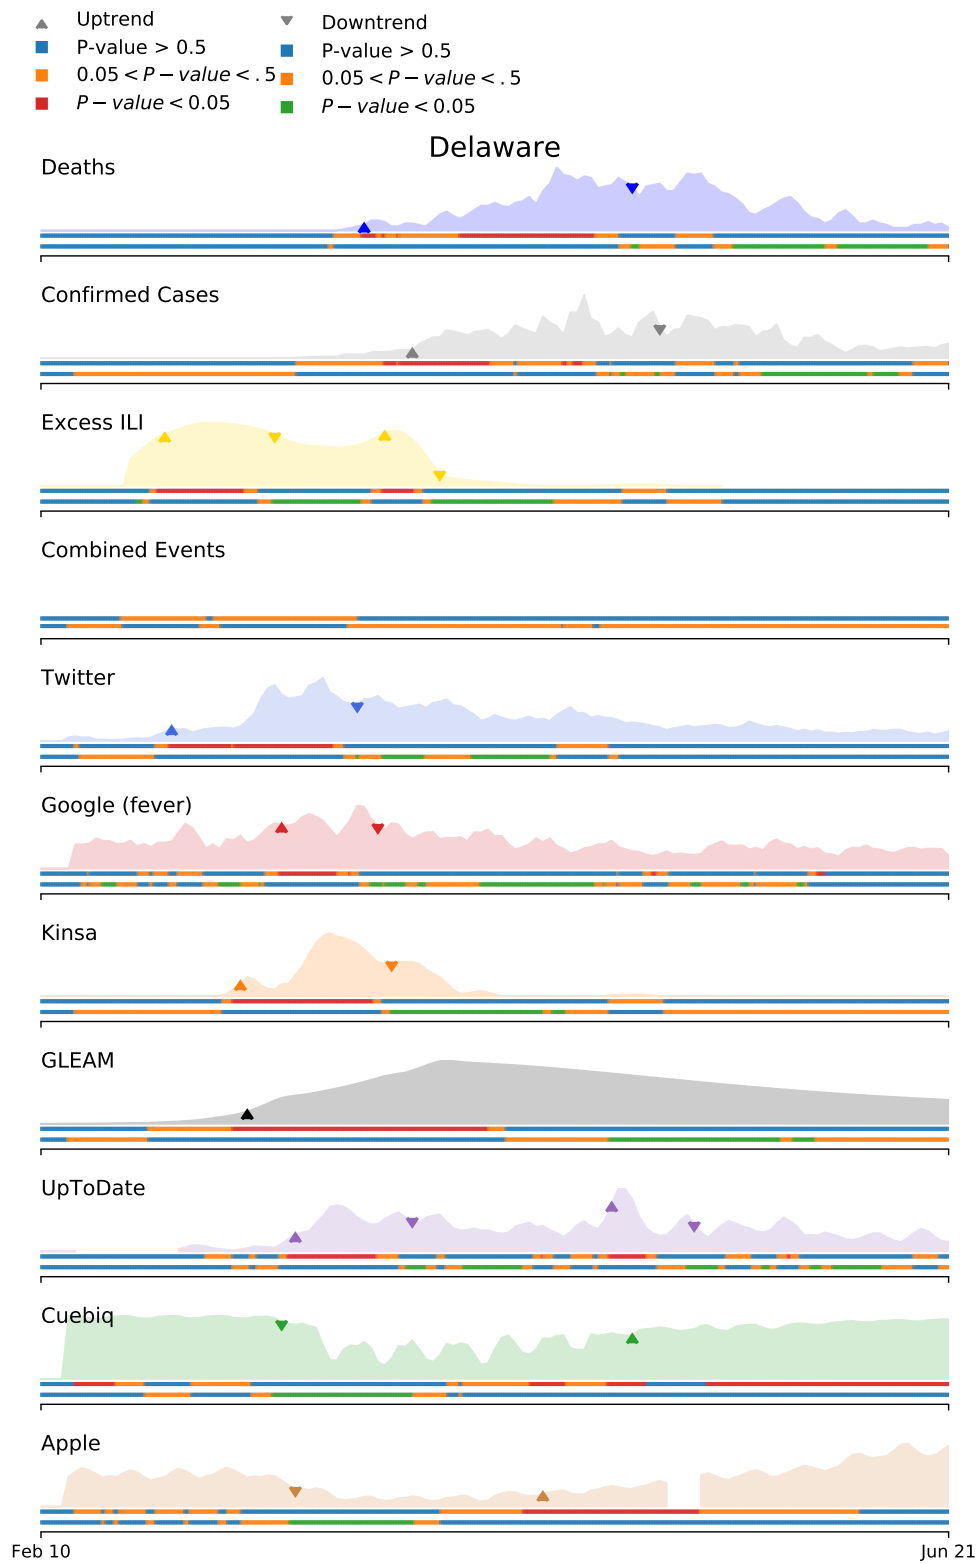 Uptrend
P-value > 0.5
0.05 < P − value < .5
P − value < 0.05
Downtrend
P-value > 0.5
0.05 < P − value < .5
P − value < 0.05
Delaware
Deaths
Confirmed Cases
Excess ILI
Combined Events
Twitter
Google (fever)
Kinsa
GLEAM
UpToDate
Cuebiq
Apple
Feb 10
Jun 21